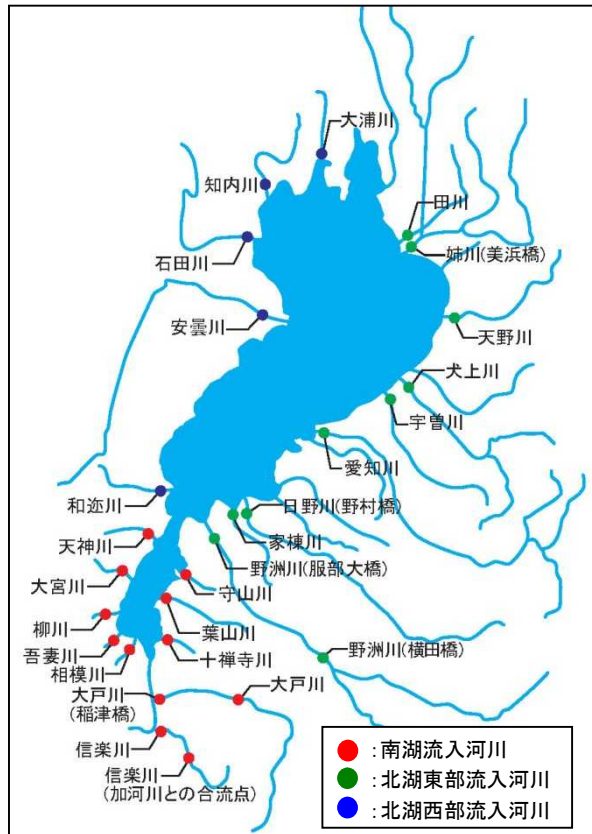 大浦川
知内川
田川
姉川(美浜橋)
石田川
安曇川
天野川
犬上川
宇曽川
愛知川
和迩川
日野川(野村橋)
家棟川
天神川
野洲川(服部大橋)
大宮川
守山川
柳川
葉山川
吾妻川
十禅寺川
野洲川(横田橋)
相模川
大戸川
(稲津橋)
大戸川
信楽川
信楽川
(加河川との合流点)
:南湖流入河川
:北湖東部流入河川
:北湖西部流入河川